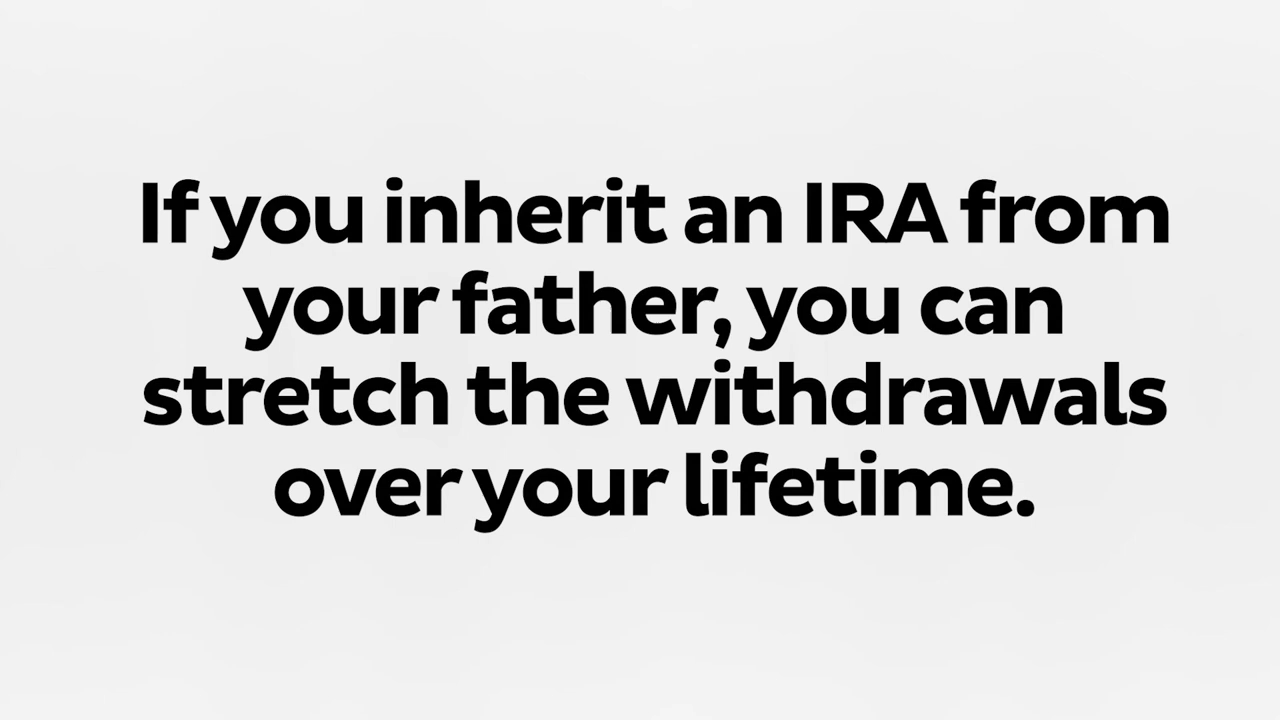 If you inherit an IRA from
your father, you can
stretch the withdrawals
over your lifetime.